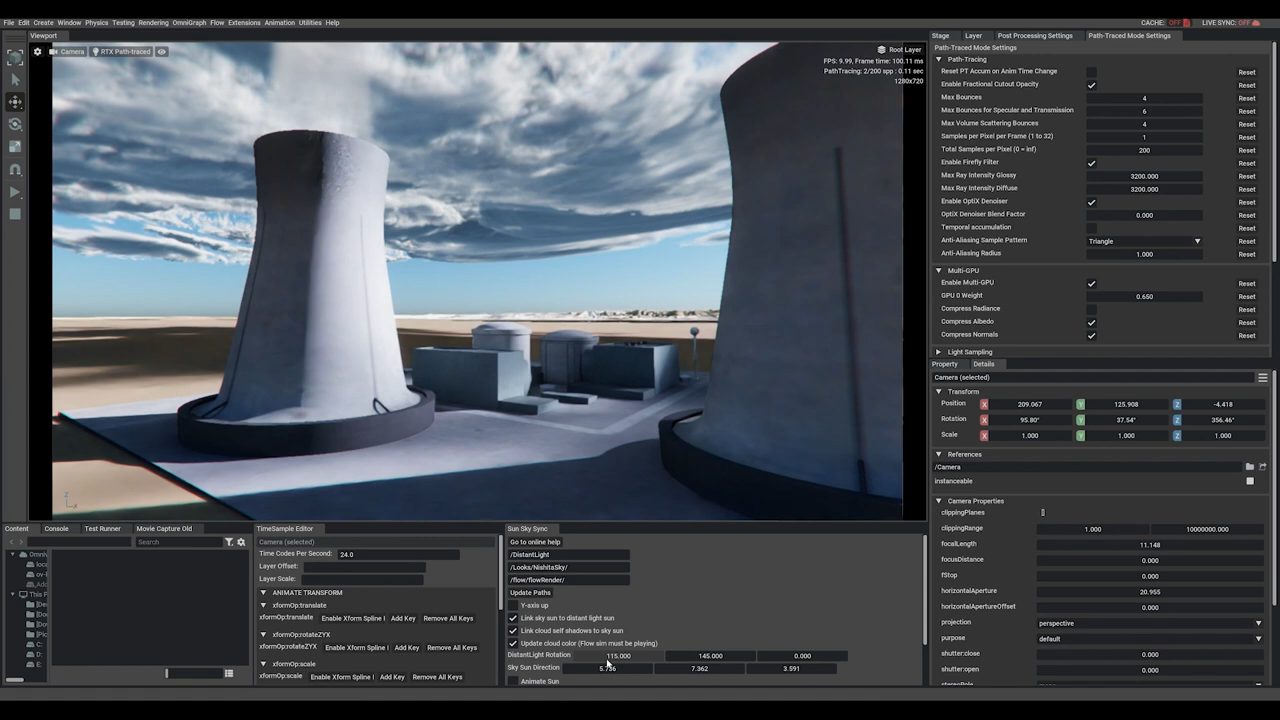 File Edit Create Window Physics Testing Rendering OmniGraph Flow Extensions Animation Utilities Help
CACHE: OFF LIVE SYNC: OFF
Viewport
Camera RTX Path-traced
Root Layer
FPS: 9.99, Frame time: 100.11 ms
PathTracing: 2/200 spp : 0.11 sec
1280x720
Z
X
Stage Layer Post Processing Settings Path-Traced Mode Settings
Path-Traced Mode Settings
Path-Tracing
Reset PT Accum on Anim Time Change Reset
Enable Fractional Cutout Opacity Reset
Max Bounces 4 Reset
Max Bounces for Specular and Transmission 6 Reset
Max Volume Scattering Bounces 4 Reset
Samples per Pixel per Frame (1 to 32) 1 Reset
Total Samples per Pixel (0 = inf) 200 Reset
Enable Firefly Filter Reset
Max Ray Intensity Glossy 3200.000 Reset
Max Ray Intensity Diffuse 3200.000 Reset
Enable OptiX Denoiser Reset
OptiX Denoiser Blend Factor 0.000 Reset
Temporal accumulation Reset
Anti-Aliasing Sample Pattern Triangle Reset
Anti-Aliasing Radius 1.000 Reset
Multi-GPU
Enable Multi-GPU Reset
GPU 0 Weight 0.650 Reset
Compress Radiance Reset
Compress Albedo Reset
Compress Normals Reset
Light Sampling
Property Details
Camera (selected)
Transform
Position X 209.067 Y 125.908 Z -4.418
Rotation X 95.80° Y 37.54° Z 356.46°
Scale X 1.000 Y 1.000 Z 1.000
References
/Camera
instanceable
Camera Properties
clippingPlanes []
clippingRange 1.000 10000000.000
focalLength 11.148
focusDistance 0.000
fStop 0.000
horizontalAperture 20.955
horizontalApertureOffset 0.000
projection perspective
purpose default
shutter:close 0.000
shutter:open 0.000
Content Console Test Runner Movie Capture Old
Search
Omniv
loca
ov-
Add
This P
[De
[Do
[Do
[Pic
C:
D:
E:
TimeSample Editor
Camera (selected)
Time Codes Per Second: 24.0
Layer Offset:
Layer Scale:
ANIMATE TRANSFORM
xformOp:translate
xformOp:translate Enable Xform Spline I Add Key Remove All Keys
xformOp:rotateZYX
xformOp:rotateZYX Enable Xform Spline I Add Key Remove All Keys
xformOp:scale
xformOp:scale Enable Xform Spline I Add Key Remove All Keys
Sun Sky Sync
Go to online help
/DistantLight
/Looks/NishitaSky/
/flow/flowRender/
Update Paths
Y-axis up
Link sky sun to distant light sun
Link cloud self shadows to sky sun
Update cloud color (Flow sim must be playing)
DistantLight Rotation 115.000 145.000 0.000
Sky Sun Direction 5.736 7.362 3.591
Animate Sun